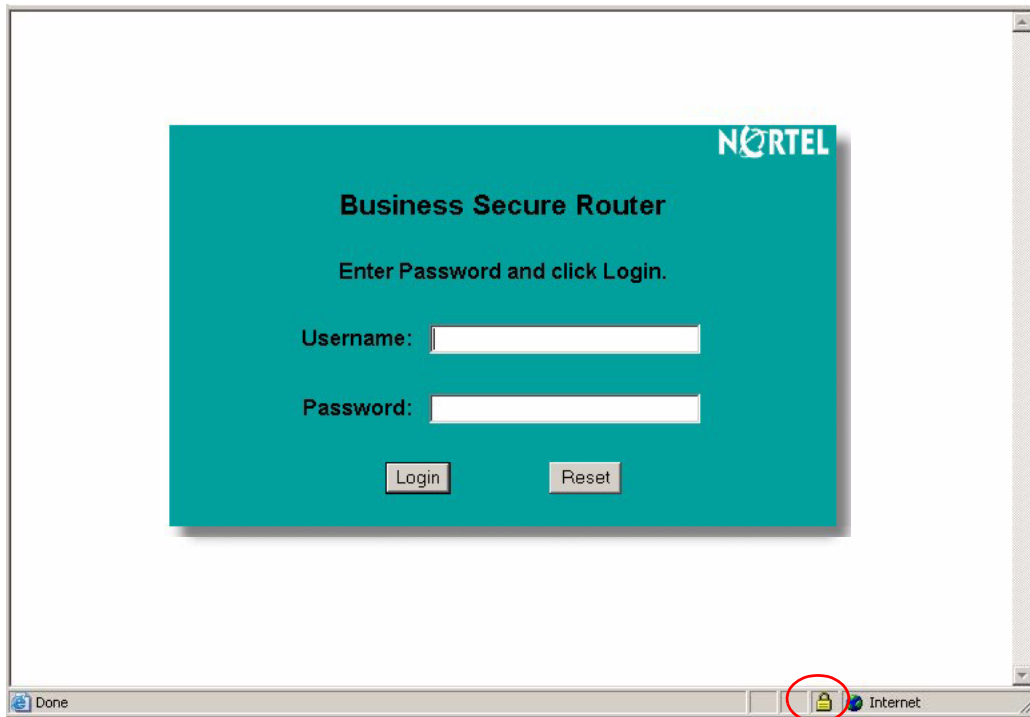 NORTEL
Business Secure Router
Enter Password and click Login.
Username:
Password:
Login Reset
Done Internet